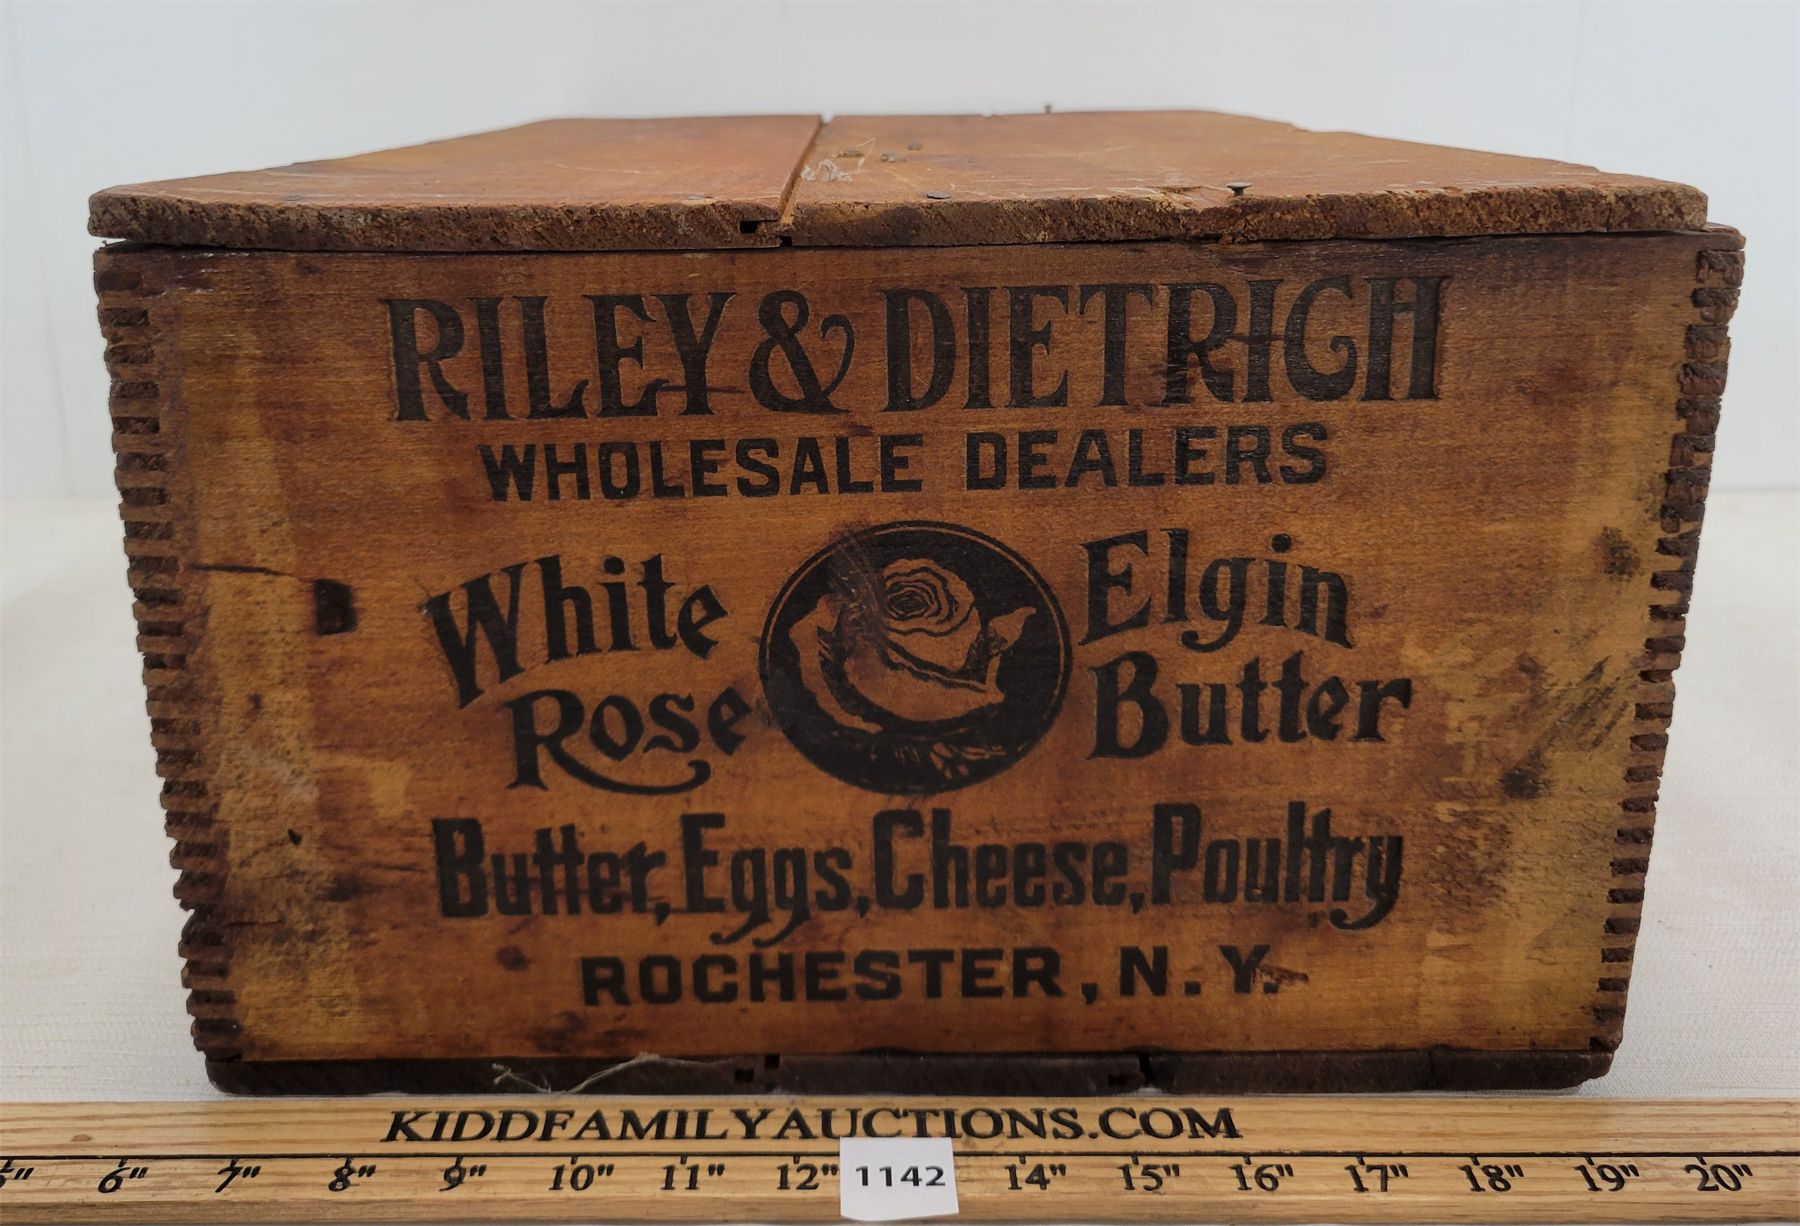 RILEY & DIETRICH
WHOLESALE DEALERS
White Rose
Elgin Butter
Butter, Eggs, Cheese, Poultry
ROCHESTER, N.Y.
KIDDFAMILYAUCTIONS.COM
6" 7" 8" 9" 10" 11" 12" 14" 15" 16" 17" 18" 19" 20"
1142